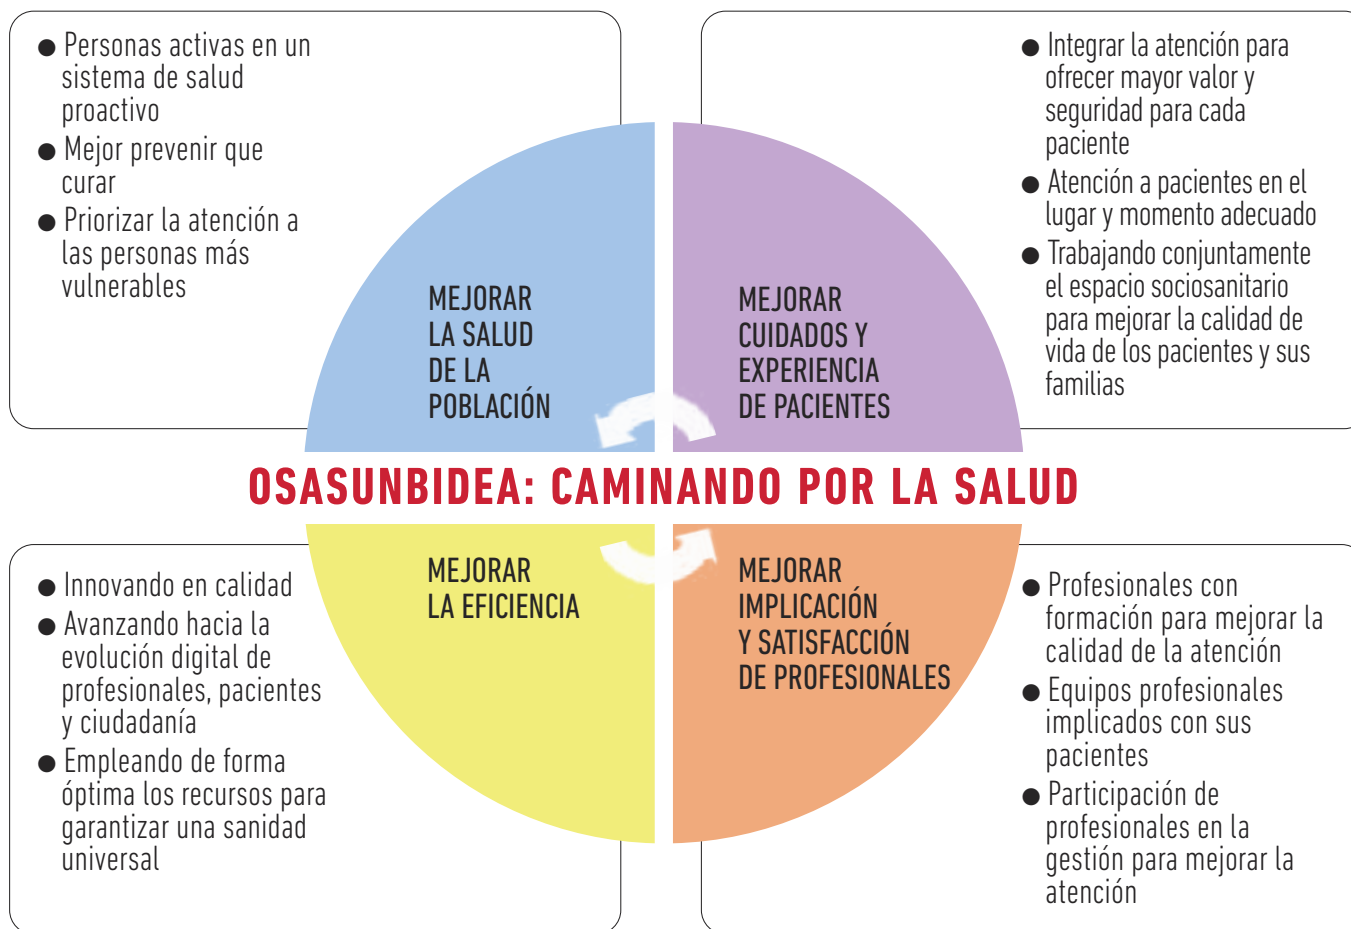 ● Personas activas en un
sistema de salud
proactivo
● Mejor prevenir que
curar
● Priorizar la atención a
las personas más
vulnerables
MEJORAR
LA SALUD
DE LA
POBLACIÓN
● Integrar la atención para
ofrecer mayor valor y
seguridad para cada
paciente
● Atención a pacientes en el
lugar y momento adecuado
● Trabajando conjuntamente
el espacio sociosanitario
para mejorar la calidad de
vida de los pacientes y sus
familias
MEJORAR
CUIDADOS Y
EXPERIENCIA
DE PACIENTES
OSASUNBIDEA: CAMINANDO POR LA SALUD
● Innovando en calidad
● Avanzando hacia la
evolución digital de
profesionales, pacientes
y ciudadanía
● Empleando de forma
óptima los recursos para
garantizar una sanidad
universal
MEJORAR
LA EFICIENCIA
MEJORAR
IMPLICACIÓN
Y SATISFACCIÓN
DE PROFESIONALES
● Profesionales con
formación para mejorar la
calidad de la atención
● Equipos profesionales
implicados con sus
pacientes
● Participación de
profesionales en la
gestión para mejorar la
atención